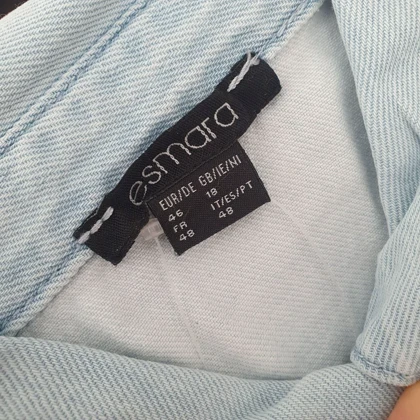 esmara
EUR/DE GB/IE/NI
46 18
FR IT/ES/PT
48 48